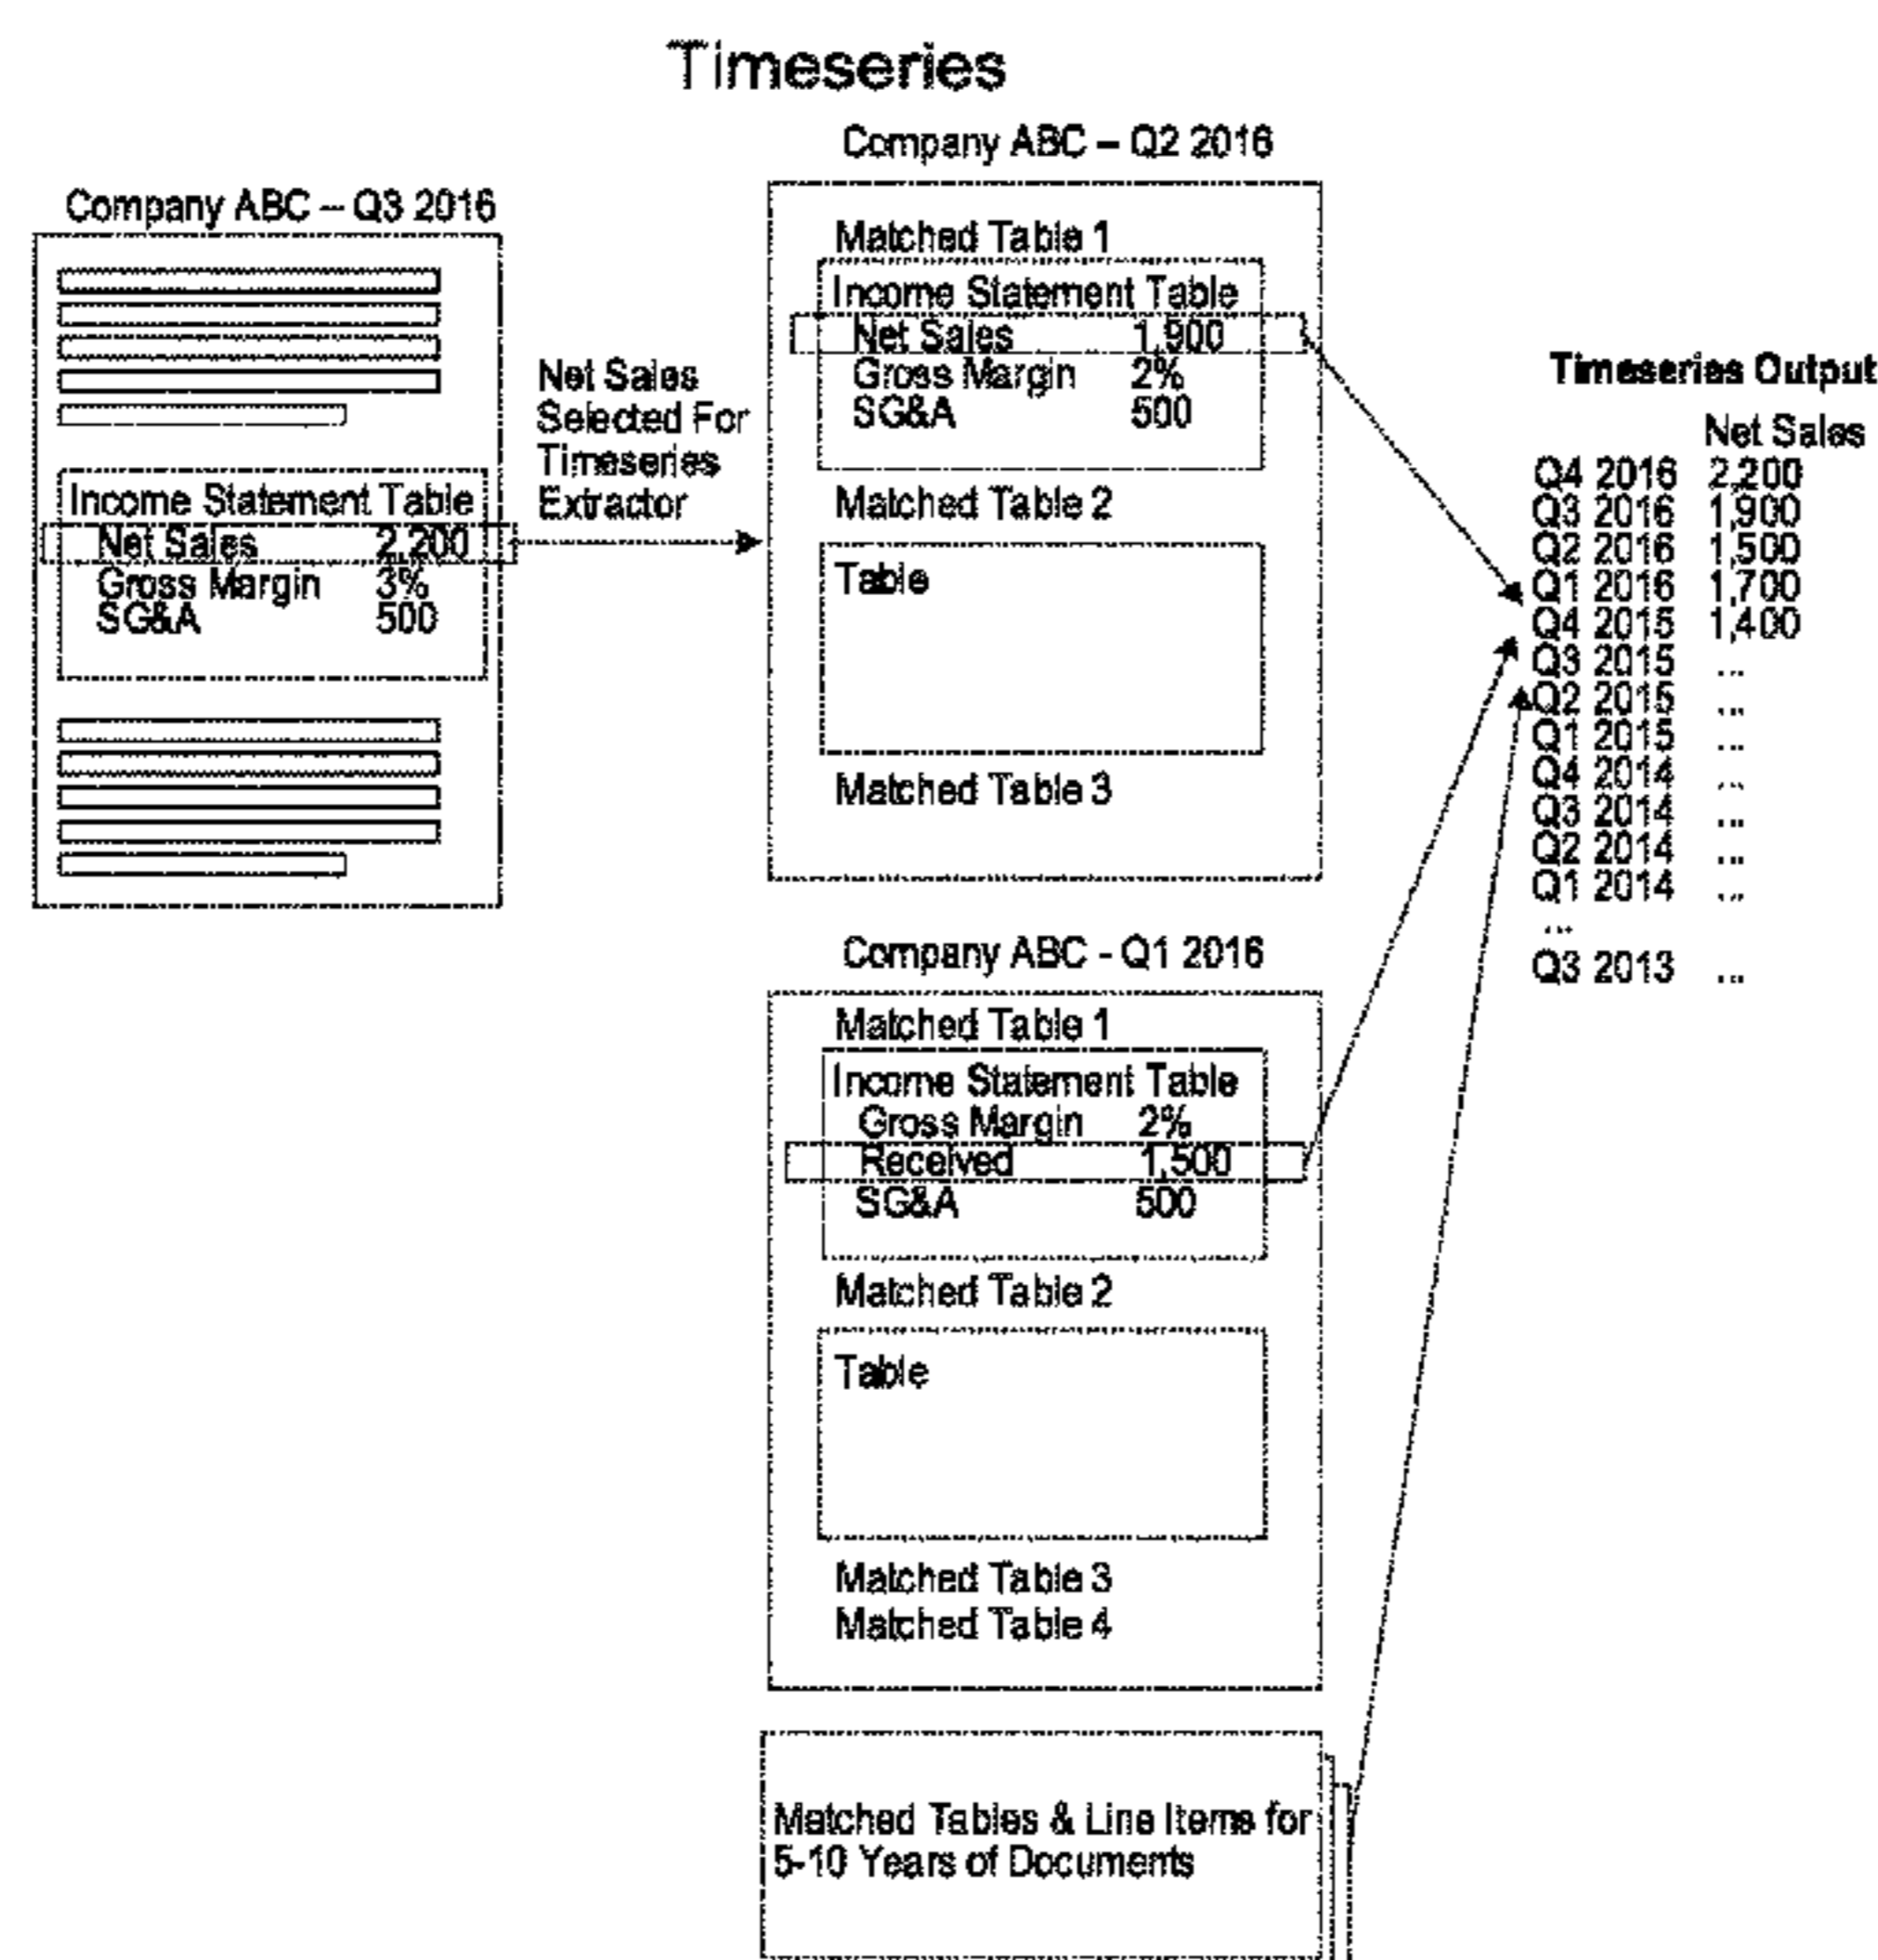 Timeseries
Company ABC – Q3 2016
Income Statement Table
Net Sales 2,200
Gross Margin 3%
SG&A 500
Net Sales
Selected For
Timeseries
Extractor
Company ABC – Q2 2016
Matched Table 1
Income Statement Table
Net Sales 1,900
Gross Margin 2%
SG&A 500
Matched Table 2
Table
Matched Table 3
Company ABC - Q1 2016
Matched Table 1
Income Statement Table
Gross Margin 2%
Received 1,500
SG&A 500
Matched Table 2
Table
Matched Table 3
Matched Table 4
Matched Tables & Line Items for
5-10 Years of Documents
Timeseries Output
Net Sales
Q4 2016 2,200
Q3 2016 1,900
Q2 2016 1,500
Q1 2016 1,700
Q4 2015 1,400
Q3 2015 ...
Q2 2015 ...
Q1 2015 ...
Q4 2014 ...
Q3 2014 ...
Q2 2014 ...
Q1 2014 ...
...
Q3 2013 ...